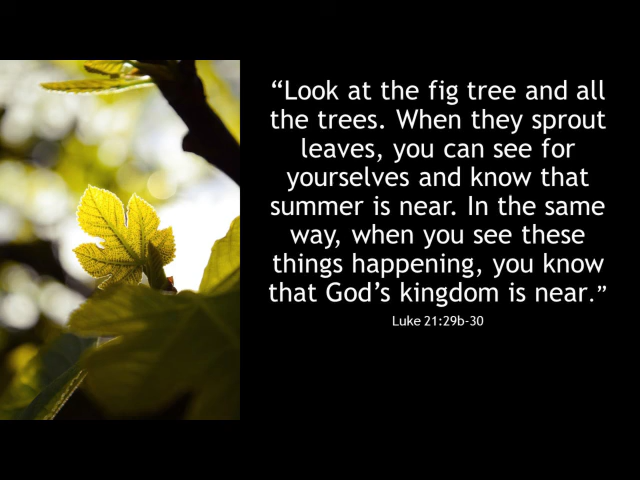 “Look at the fig tree and all
the trees. When they sprout
leaves, you can see for
yourselves and know that
summer is near. In the same
way, when you see these
things happening, you know
that God’s kingdom is near.”
Luke 21:29b-30